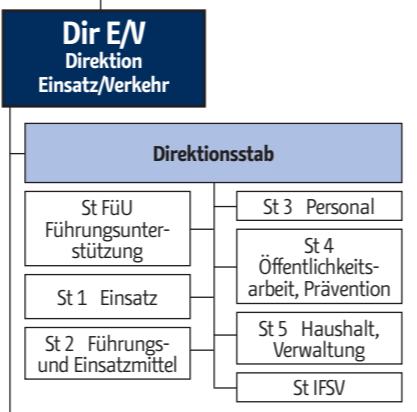 Dir E/V
Direktion
Einsatz/Verkehr
Direktionsstab
St FüU
Führungsunter-
stützung
St 1 Einsatz
St 2 Führungs-
und Einsatzmittel
St 3 Personal
St 4
Öffentlichkeits-
arbeit, Prävention
St 5 Haushalt,
Verwaltung
St IFSV